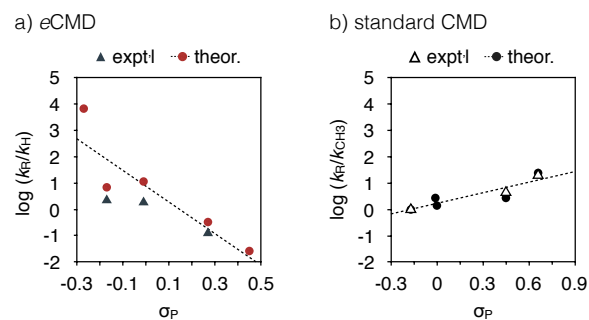 a) eCMD
b) standard CMD
▲ expt'l ● theor.
△ expt'l ● theor.
log (kR/kH)
5
4
3
2
1
0
-1
-2
-0.3 -0.1 0.1 0.3 0.5
σP
log (kR/kCH3)
5
4
3
2
1
0
-1
-2
-0.3 0 0.3 0.6 0.9
σP